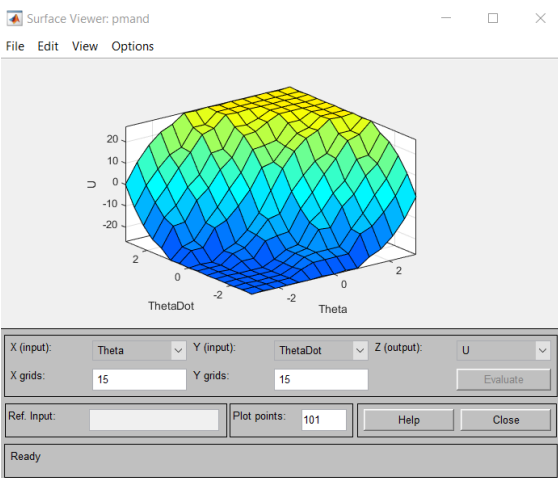 Surface Viewer: pmand
File Edit View Options
20
10
0
-10
-20
U
2
0
-2
ThetaDot
-2
0
2
Theta
X (input): Theta Y (input): ThetaDot Z (output): U
X grids: 15 Y grids: 15 Evaluate
Ref. Input: Plot points: 101 Help Close
Ready